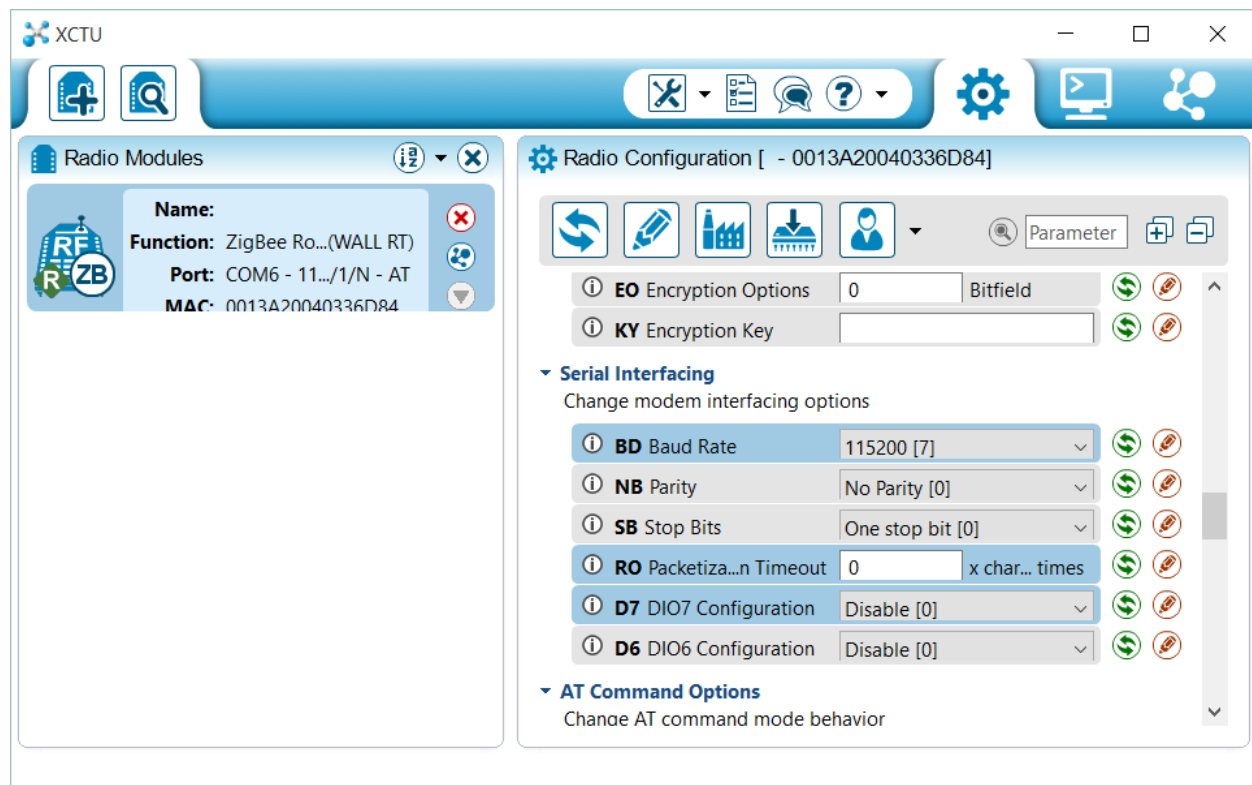 XCTU
Radio Modules
Name:
Function: ZigBee Ro...(WALL RT)
Port: COM6 - 11.../1/N - AT
MAC: 0013A20040336D84
RF
R
ZB
Radio Configuration [ - 0013A20040336D84]
Parameter
EO Encryption Options 0 Bitfield
KY Encryption Key
Serial Interfacing
Change modem interfacing options
BD Baud Rate 115200 [7]
NB Parity No Parity [0]
SB Stop Bits One stop bit [0]
RO Packetiza...n Timeout 0 x char... times
D7 DIO7 Configuration Disable [0]
D6 DIO6 Configuration Disable [0]
AT Command Options
Change AT command mode behavior